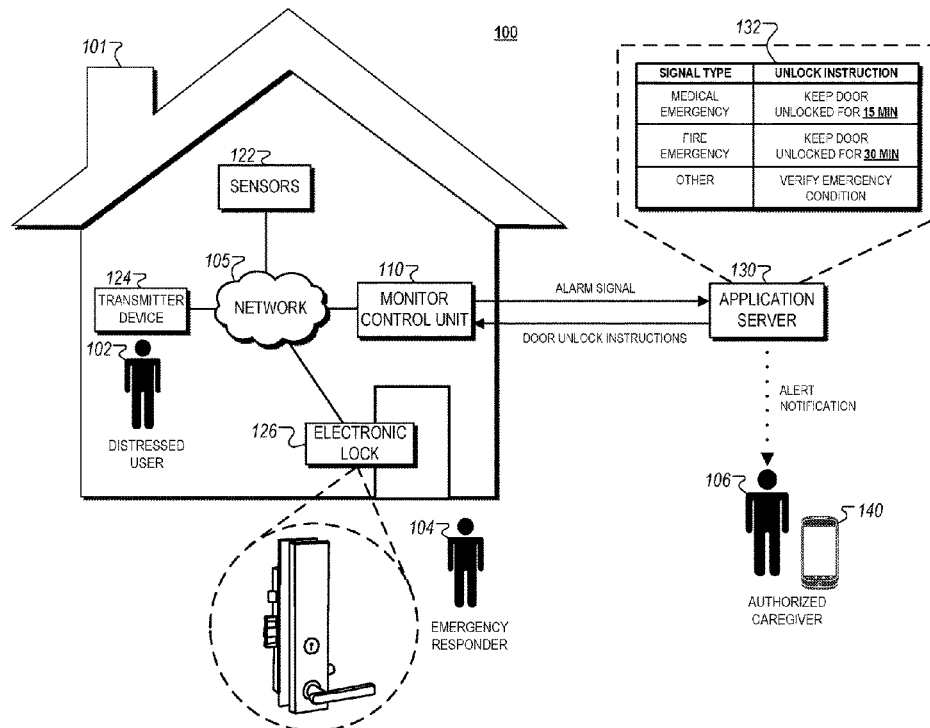 100
101
132
SIGNAL TYPE UNLOCK INSTRUCTION
MEDICAL EMERGENCY KEEP DOOR UNLOCKED FOR 15 MIN
FIRE EMERGENCY KEEP DOOR UNLOCKED FOR 30 MIN
OTHER VERIFY EMERGENCY CONDITION
122
SENSORS
105
NETWORK
124
TRANSMITTER
DEVICE
102
DISTRESSED
USER
110
MONITOR
CONTROL UNIT
ALARM SIGNAL
DOOR UNLOCK INSTRUCTIONS
130
APPLICATION
SERVER
ALERT
NOTIFICATION
126
ELECTRONIC
LOCK
104
EMERGENCY
RESPONDER
106
140
AUTHORIZED
CAREGIVER